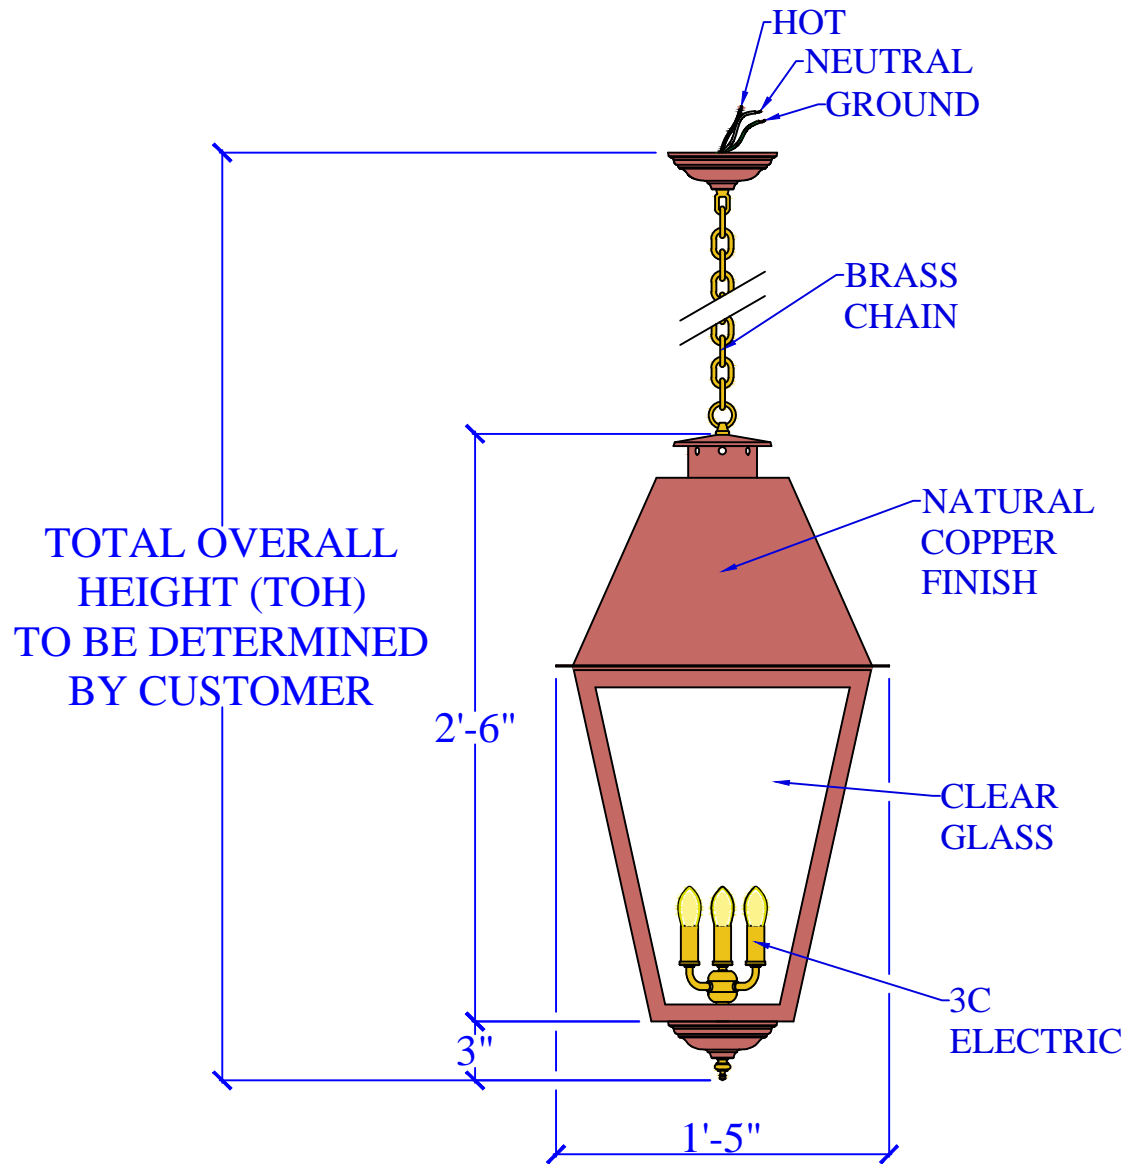 HOT
NEUTRAL
GROUND
BRASS
CHAIN
NATURAL
COPPER
FINISH
TOTAL OVERALL
HEIGHT (TOH)
TO BE DETERMINED
BY CUSTOMER
2'-6"
CLEAR
GLASS
3C
ELECTRIC
3"
1'-5"